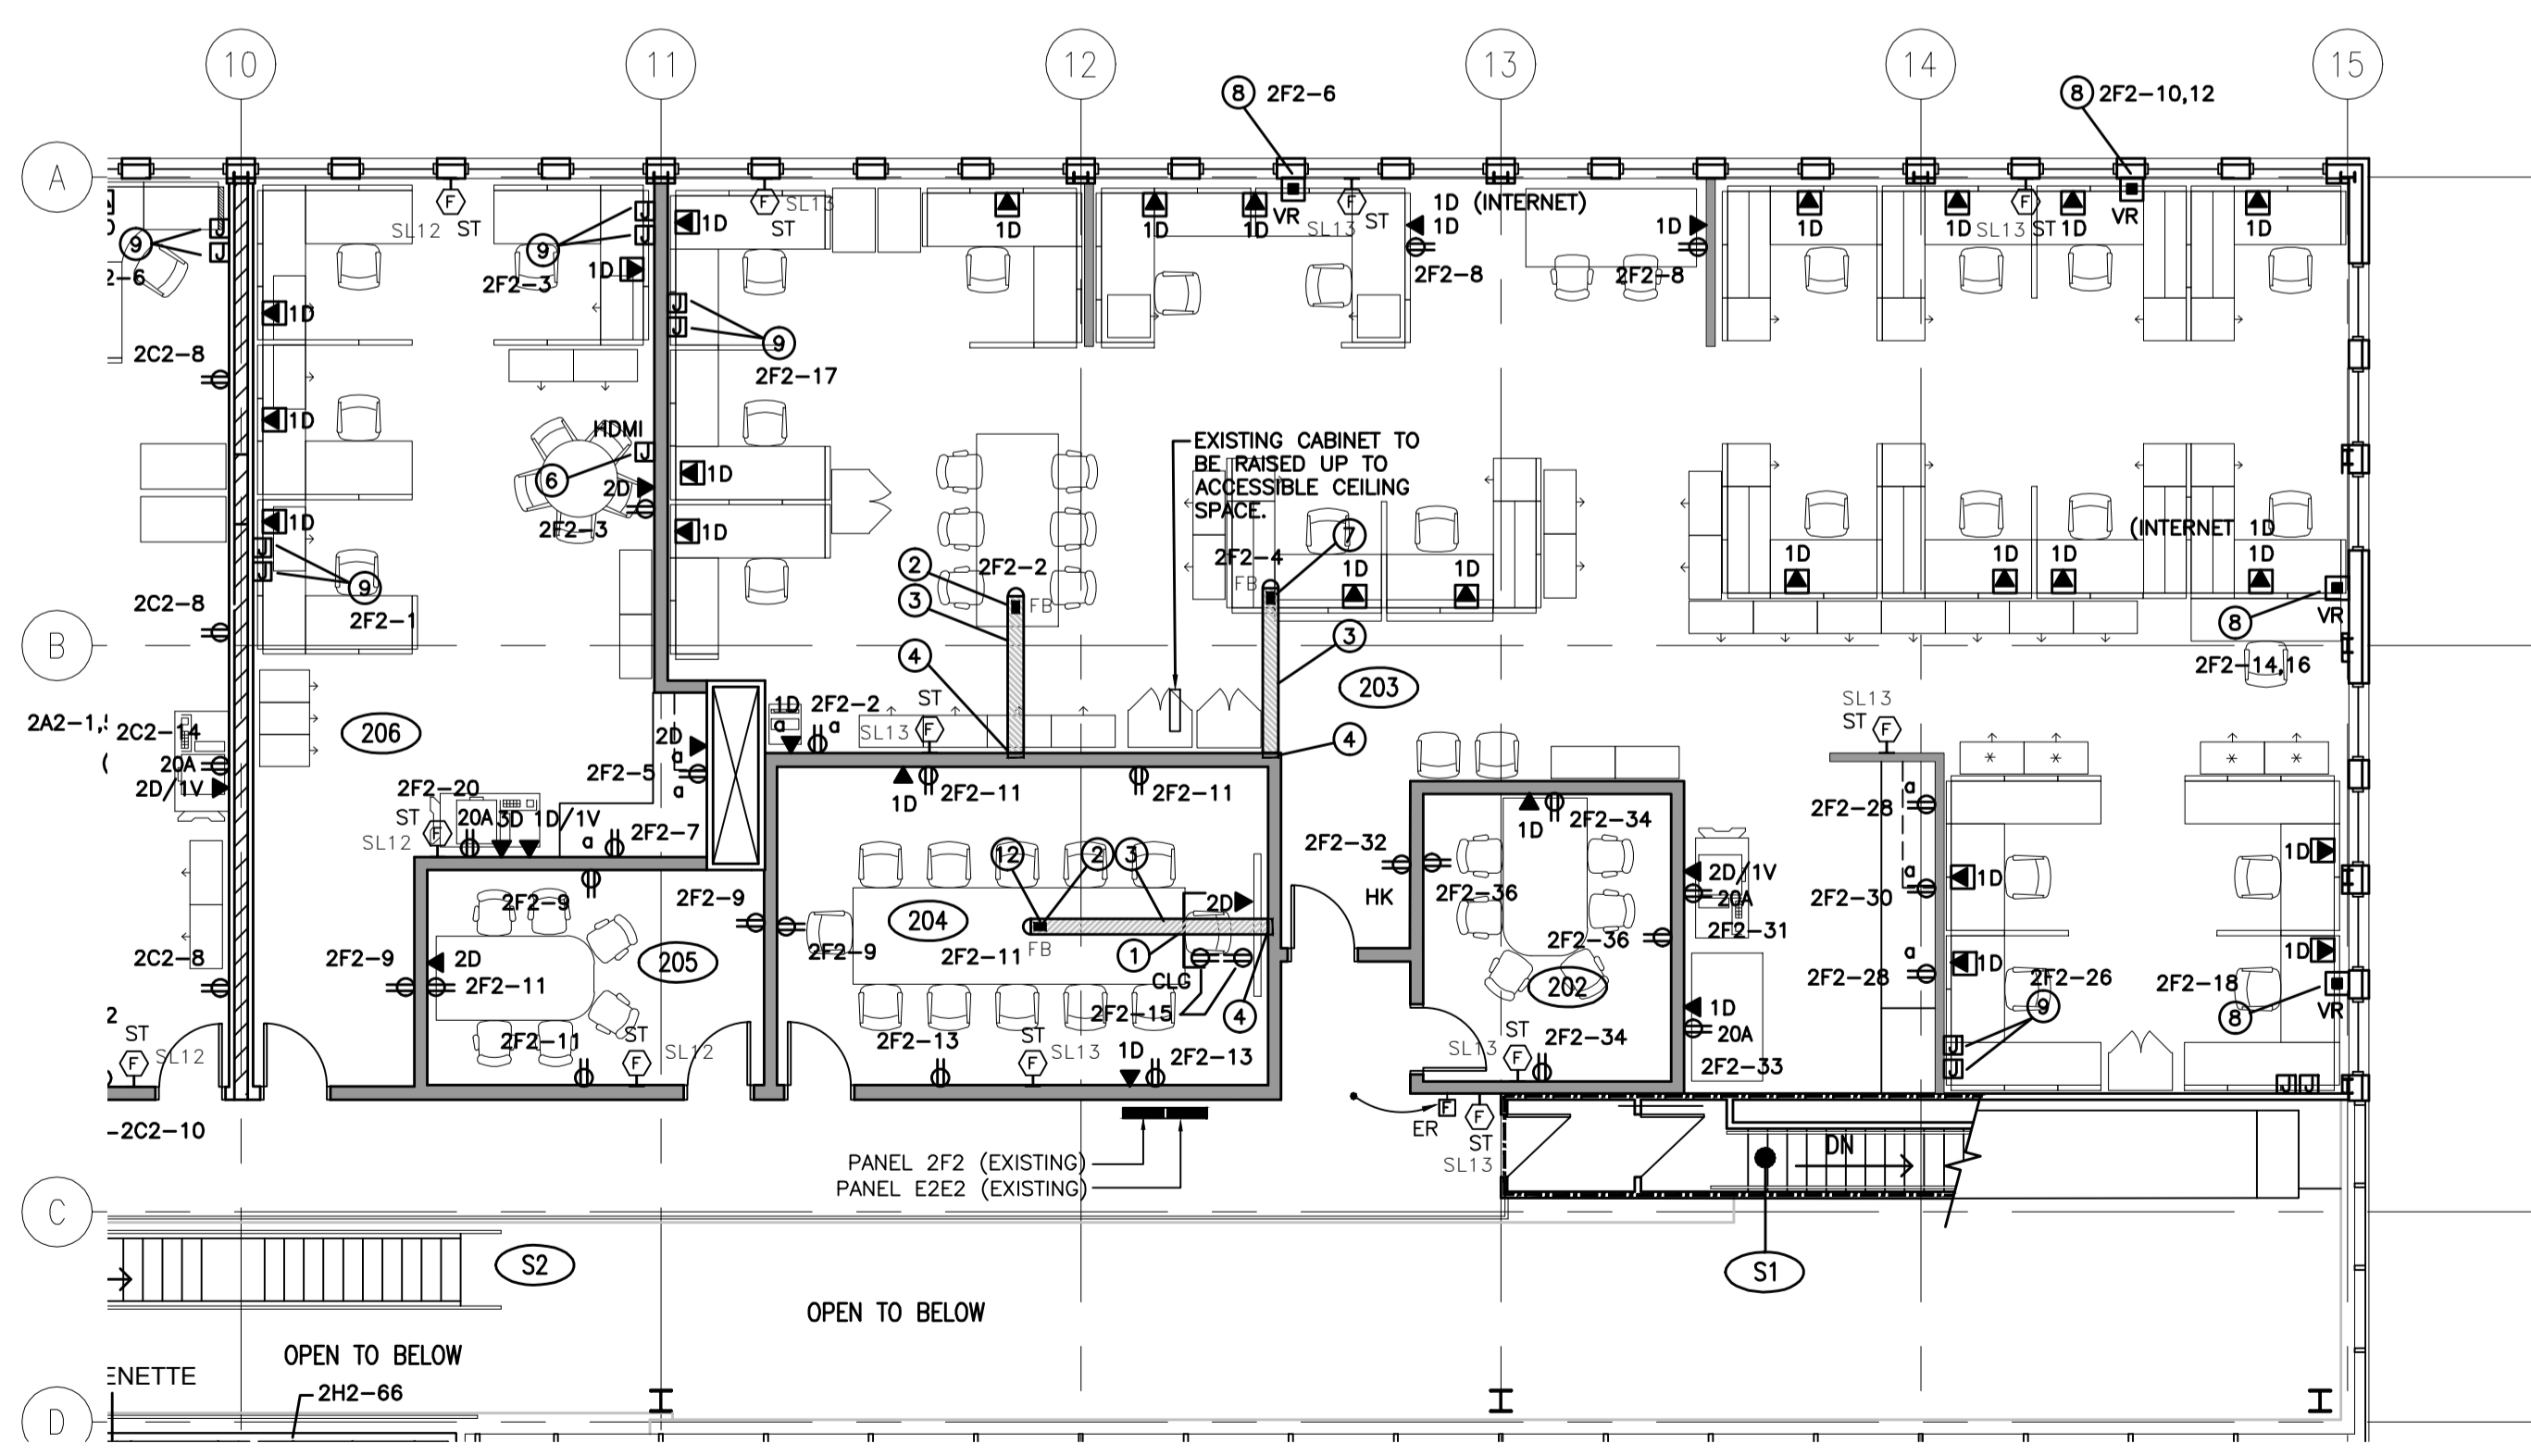 10
11
12
13
14
15
8 2F2-6
8 2F2-10,12
A
SL12 ST
9
J
J
9
J
J
2F2-3
1D
1D
SL13
ST
F
1D
1D
1D
VR
SL13
ST
1D (INTERNET)
1D
2F2-8
1D
2F2-8
1D
1D
SL13 ST
1D
VR
1D
2-6
1D
J
J
9
2F2-17
2C2-8
1D
HDMI
J
6
2D
2F2-3
1D
1D
1D
J
J
9
2F2-1
EXISTING CABINET TO
BE RAISED UP TO
ACCESSIBLE CEILING
SPACE.
7
2F2-4
FB
1D
1D
2
2F2-2
3
FB
4
3
(INTERNET 1D
1D
1D
1D
1D
8
VR
2C2-8
B
2F2-14,16
203
206
2A2-1,
2C2-14
20A
2D/1V
2F2-20
ST
SL12
F
20A
3D
1D/1V
a
2F2-7
2D
a
a
2F2-5
1D
a
2F2-2
a
ST
SL13
F
4
SL13
ST
F
1D
2F2-11
2F2-11
2F2-32
HK
1D
2F2-34
2F2-36
2F2-36
202
2D/1V
20A
2F2-31
a
2F2-28
a
2F2-30
a
2F2-28
1D
1D
1D
1D
2F2-26
9
2F2-18
8
VR
2F2-9
2F2-9
205
2F2-9
2D
2F2-11
2F2-11
ST
F
SL12
12
2
3
204
2F2-9
2F2-11
FB
1
2D
CLG
2F2-15
4
2F2-13
ST
F
SL13
1D
2F2-13
ST
SL13
F
2F2-34
1D
20A
2F2-33
J
J
J J
2C2-8
2
ST
F
SL12
-2C2-10
PANEL 2F2 (EXISTING)
PANEL E2E2 (EXISTING)
F
ER
F
ST
SL13
DN
C
S2
S1
OPEN TO BELOW
OPEN TO BELOW
ENETTE
2H2-66
D